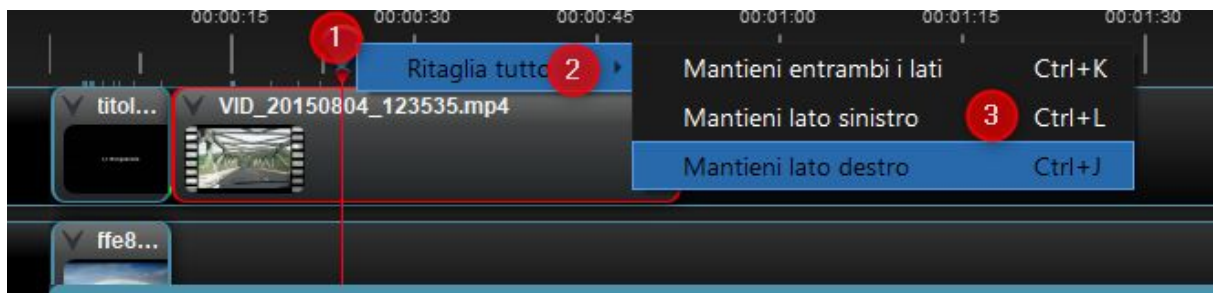 00:00:15 00:00:30 00:00:45 00:01:00 00:01:15 00:01:30
1
Ritaglia tutto 2
Mantieni entrambi i lati Ctrl+K
Mantieni lato sinistro 3 Ctrl+L
Mantieni lato destro Ctrl+J
titol... VID_20150804_123535.mp4
ffe8...